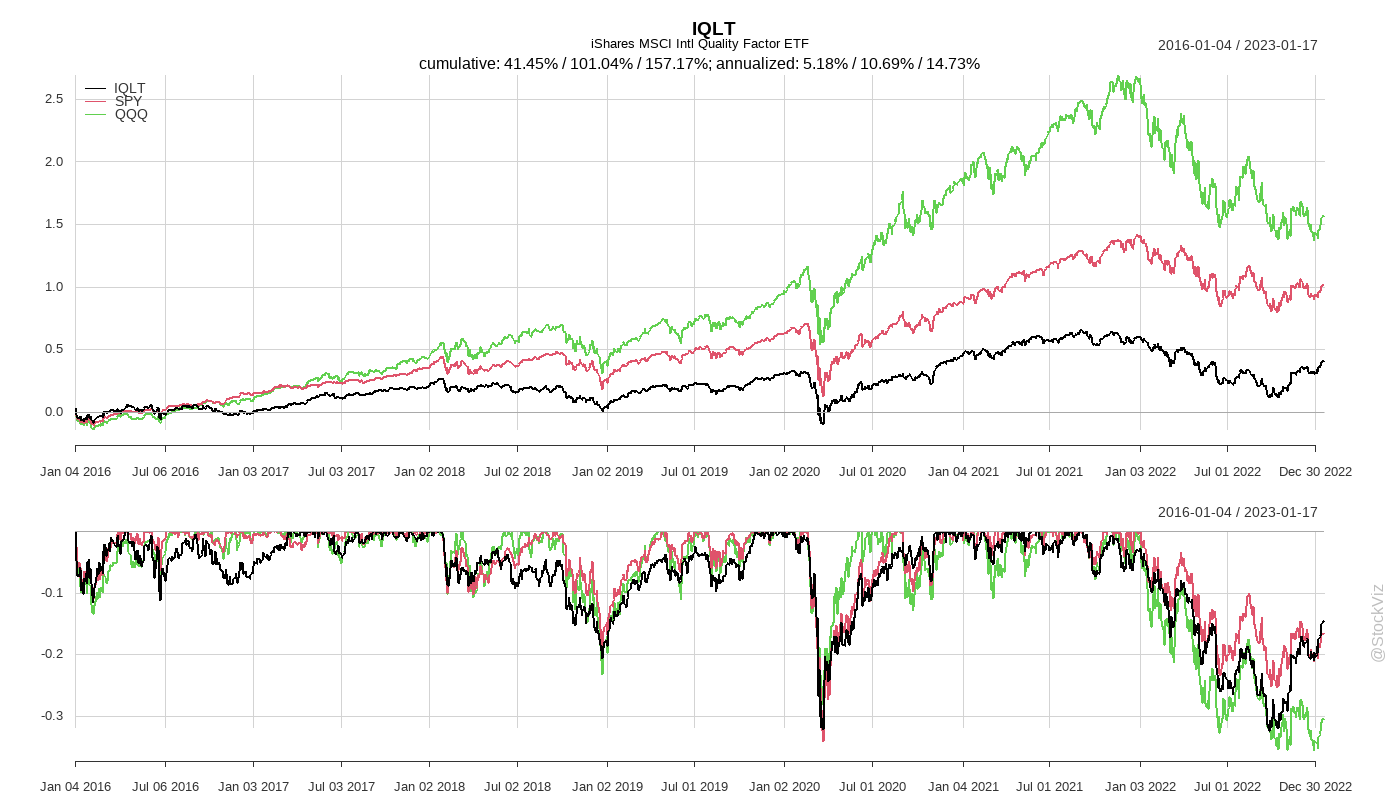 IQLT
iShares MSCI Intl Quality Factor ETF
2016-01-04 / 2023-01-17
cumulative: 41.45% / 101.04% / 157.17%; annualized: 5.18% / 10.69% / 14.73%
IQLT
SPY
QQQ
2.5
2.0
1.5
1.0
0.5
0.0
Jan 04 2016 Jul 06 2016 Jan 03 2017 Jul 03 2017 Jan 02 2018 Jul 02 2018 Jan 02 2019 Jul 01 2019 Jan 02 2020 Jul 01 2020 Jan 04 2021 Jul 01 2021 Jan 03 2022 Jul 01 2022 Dec 30 2022
2016-01-04 / 2023-01-17
-0.1
-0.2
-0.3
Jan 04 2016 Jul 06 2016 Jan 03 2017 Jul 03 2017 Jan 02 2018 Jul 02 2018 Jan 02 2019 Jul 01 2019 Jan 02 2020 Jul 01 2020 Jan 04 2021 Jul 01 2021 Jan 03 2022 Jul 01 2022 Dec 30 2022
@StockViz